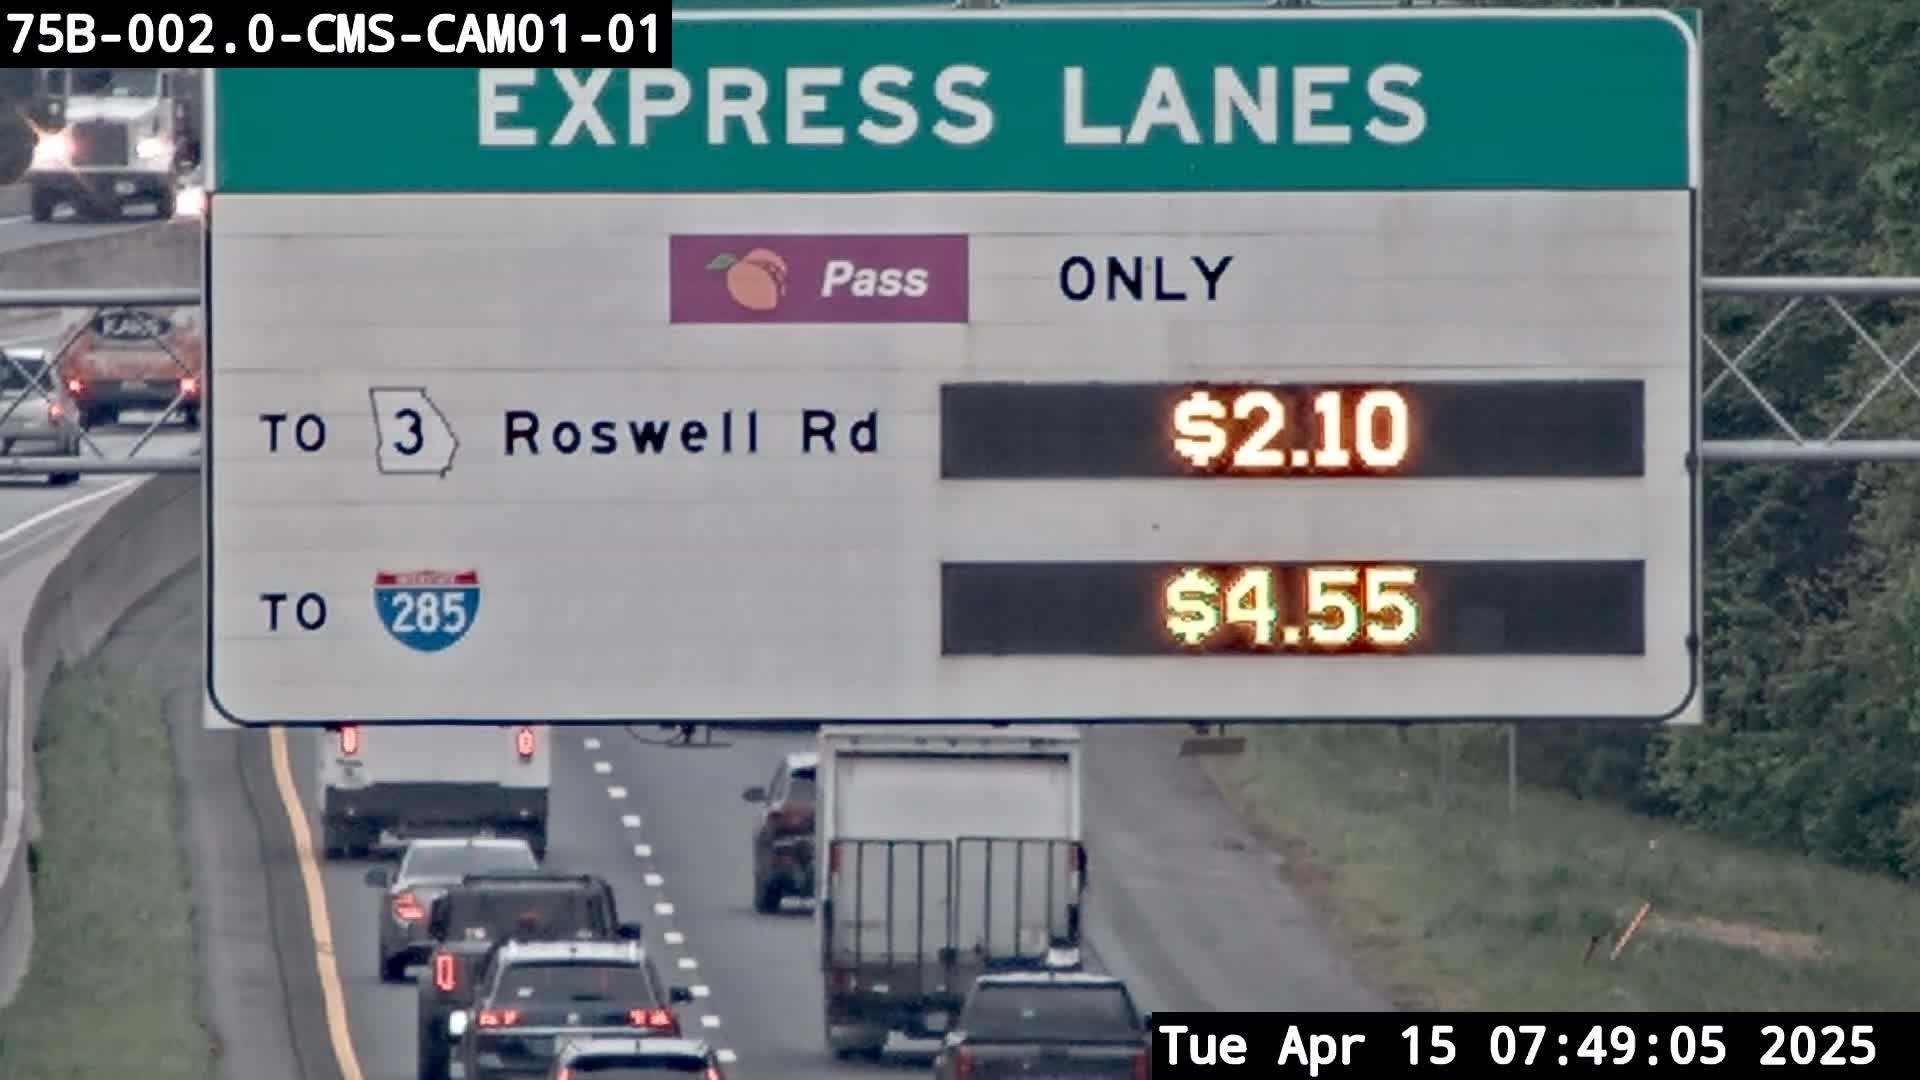 75B-002.0-CMS-CAM01-01
EXPRESS LANES
Pass ONLY
TO 3 Roswell Rd $2.10
TO 285 $4.55
Tue Apr 15 07:49:05 2025